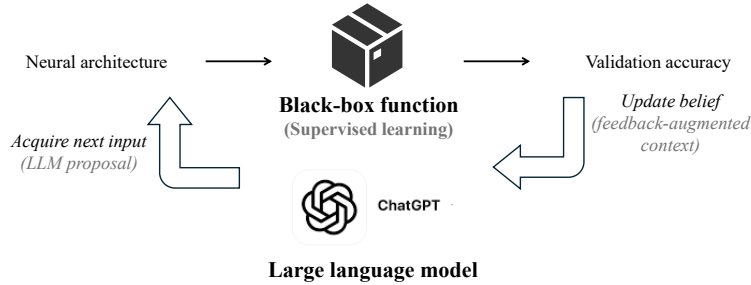 Neural architecture
Validation accuracy
Black-box function
(Supervised learning)
Update belief
(feedback-augmented
context)
Acquire next input
(LLM proposal)
ChatGPT
Large language model